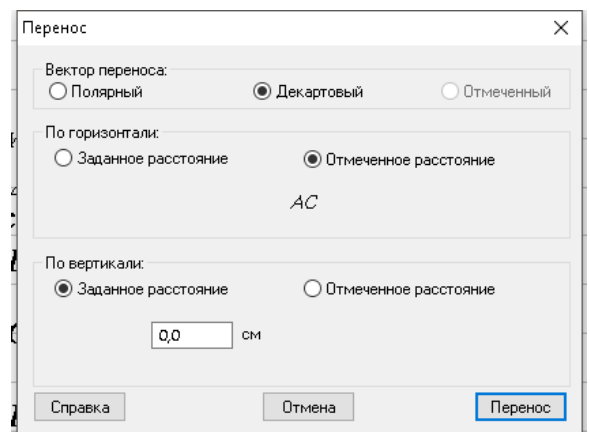 Перенос
Вектор переноса:
Полярный Декартовый Отмеченный
По горизонтали:
Заданное расстояние Отмеченное расстояние
AC
По вертикали:
Заданное расстояние Отмеченное расстояние
0,0 см
Справка Отмена Перенос